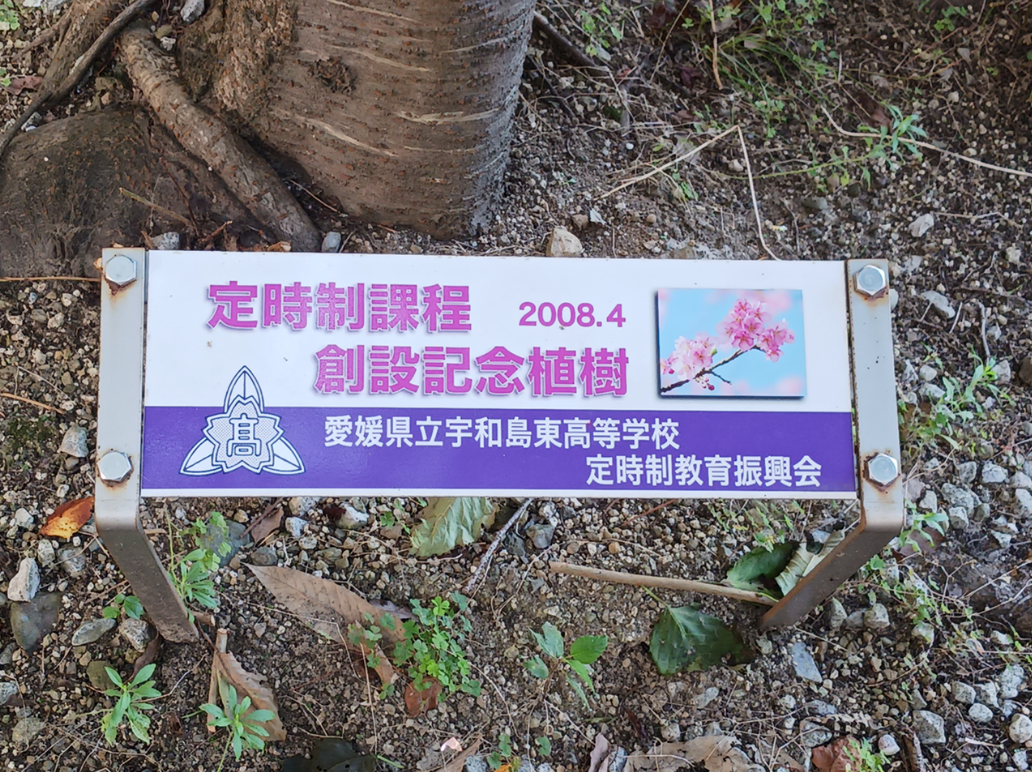 定時制課程 2008.4
創設記念植樹
髙
愛媛県立宇和島東高等学校
定時制教育振興会